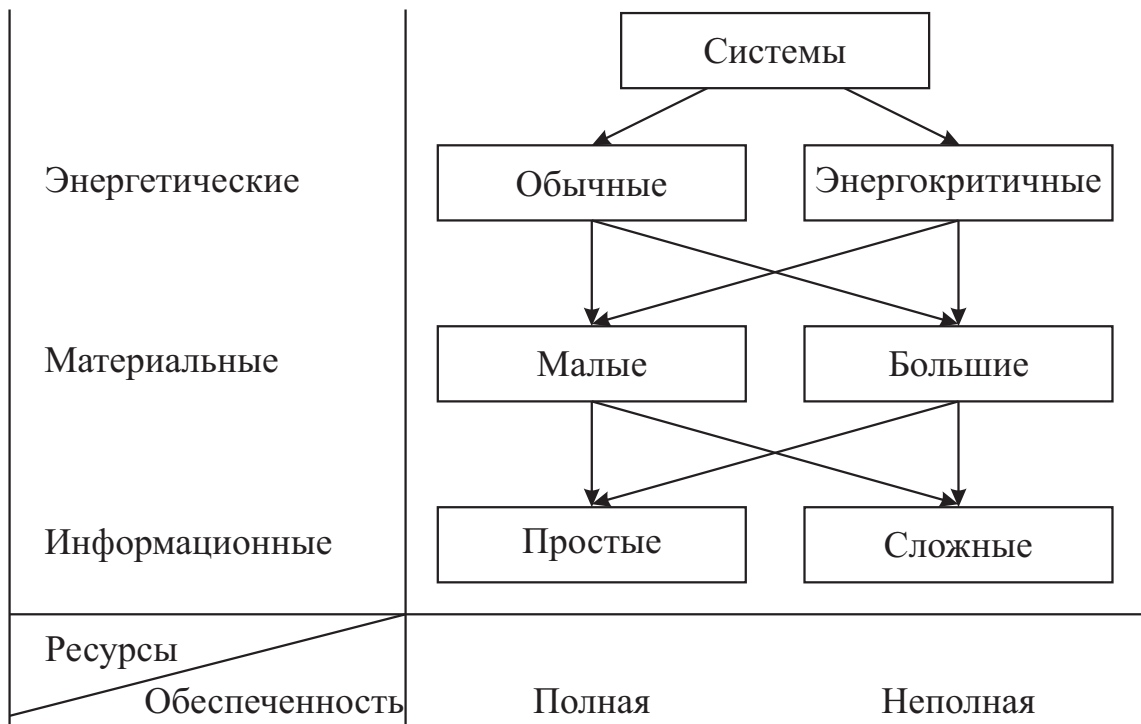 Системы
Энергетические Обычные Энергокритичные
Материальные Малые Большие
Информационные Простые Сложные
Ресурсы
Обеспеченность Полная Неполная